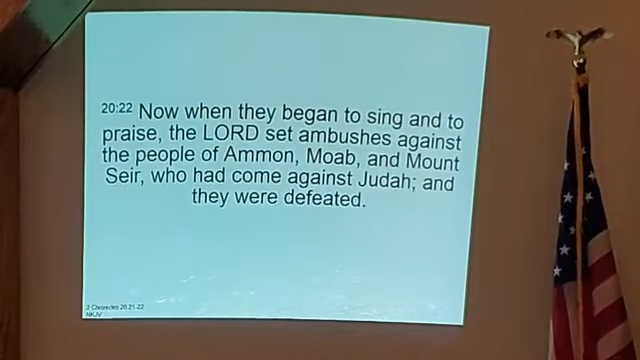 20:22 Now when they began to sing and to
praise, the LORD set ambushes against
the people of Ammon, Moab, and Mount
Seir, who had come against Judah; and
they were defeated.
2 Chronicles 20:21-22
NKJV